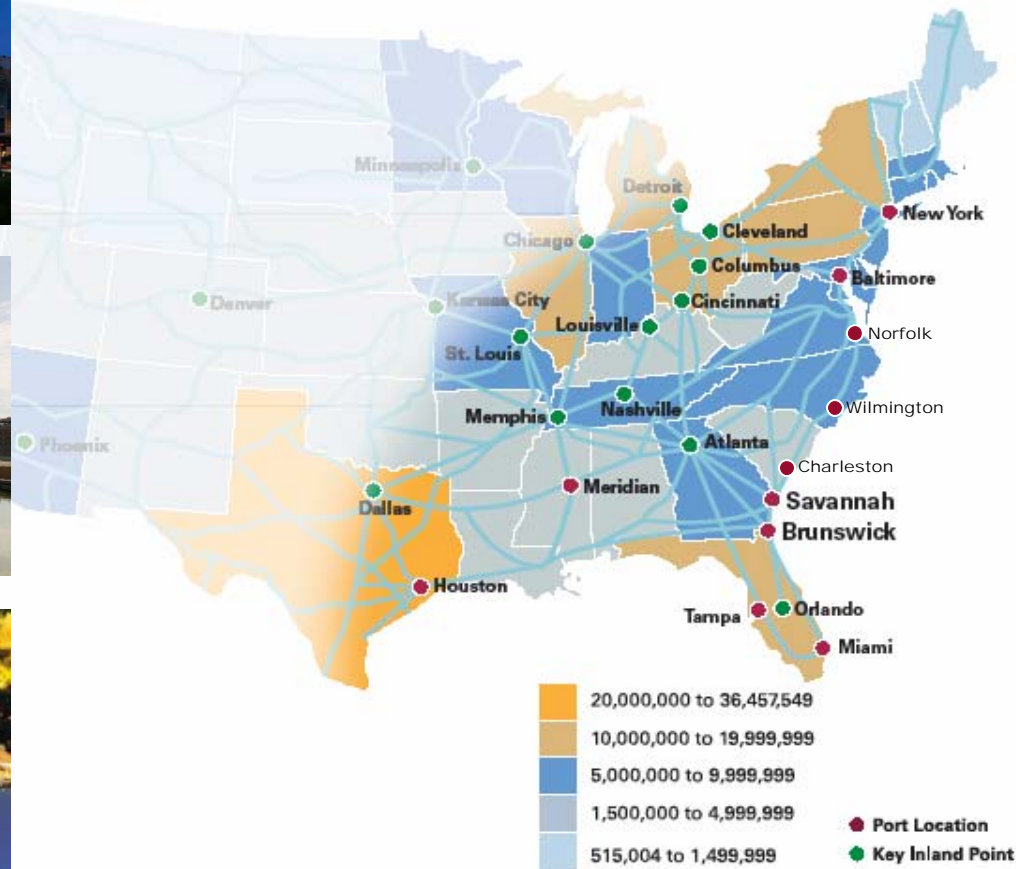 Minneapolis
Detroit
New York
Chicago
Cleveland
Columbus
Baltimore
Denver
Kansas City
Cincinnati
Louisville
Norfolk
St. Louis
Memphis
Nashville
Wilmington
Phoenix
Atlanta
Charleston
Meridian
Savannah
Dallas
Brunswick
Houston
Tampa
Orlando
Miami
20,000,000 to 36,457,549
10,000,000 to 19,999,999
5,000,000 to 9,999,999
1,500,000 to 4,999,999
515,004 to 1,499,999
Port Location
Key Inland Point